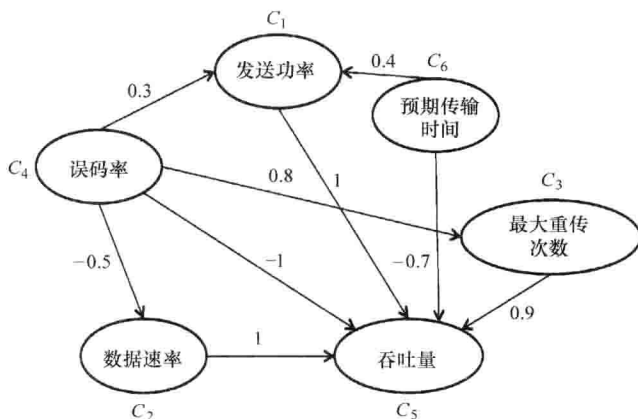 C₁
发送功率
0.3
0.4
C₆
预期传输
时间
C₄
误码率
0.8
1
C₃
最大重传
次数
−0.5
−1
−0.7
0.9
数据速率
1
吞吐量
C₂
C₅